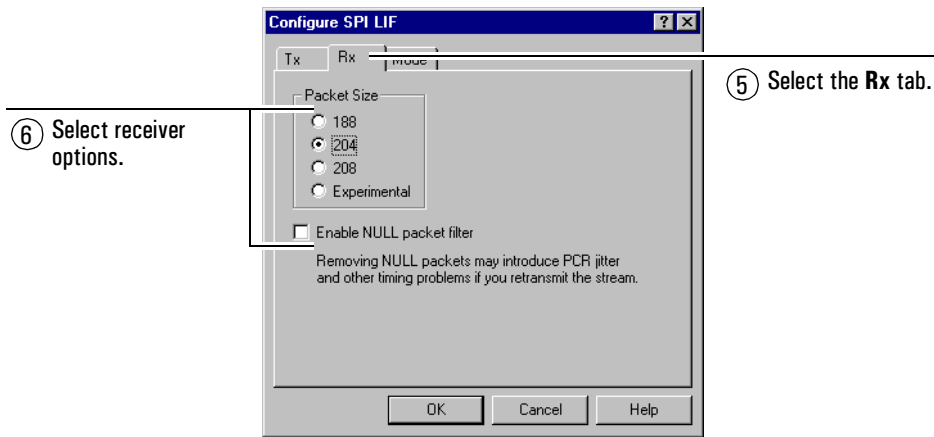 Configure SPI LIF
Tx Rx Mode
5 Select the Rx tab.
Packet Size
188
204
208
Experimental
6 Select receiver
options.
Enable NULL packet filter
Removing NULL packets may introduce PCR jitter
and other timing problems if you retransmit the stream.
OK Cancel Help